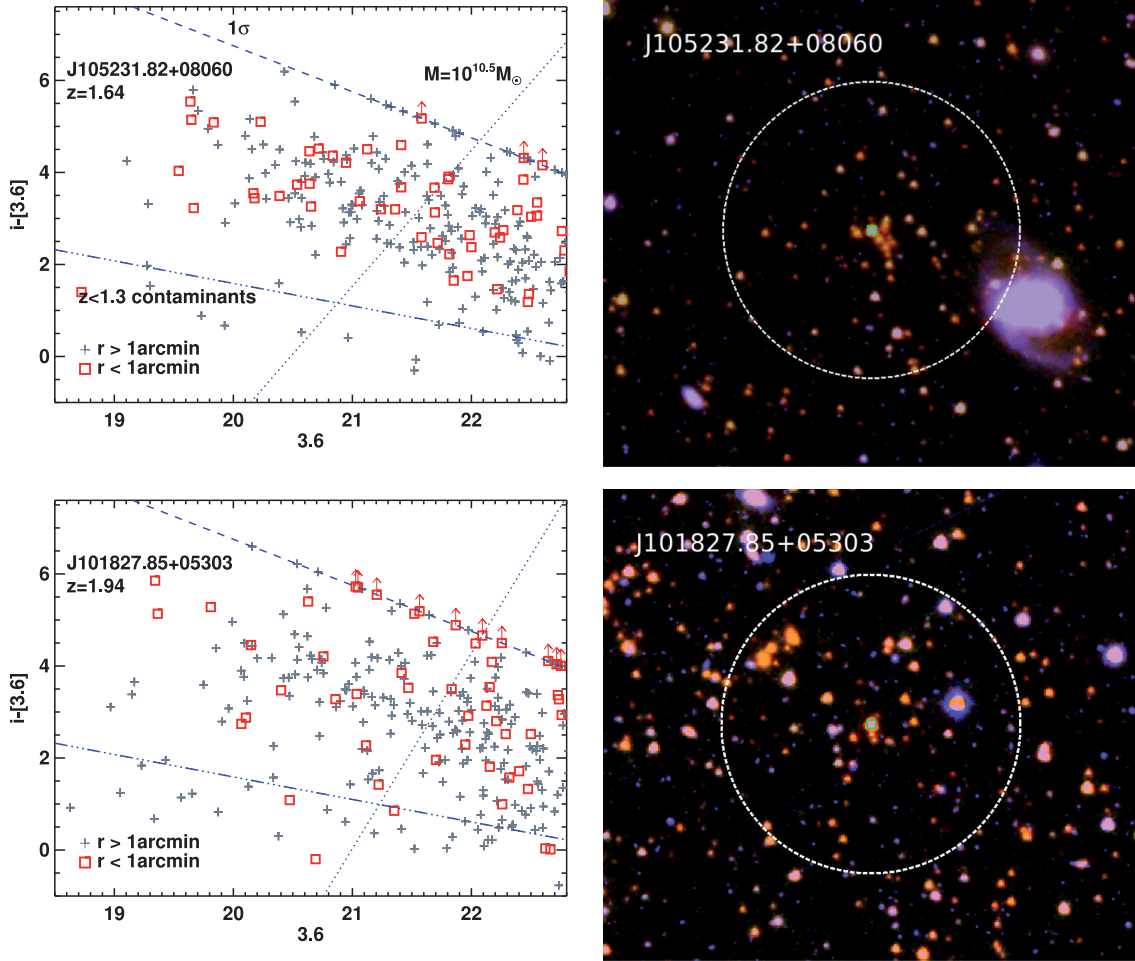 1σ
J105231.82+08060
z=1.64
M=10^10.5 M⊙
z<1.3 contaminants
+ r > 1arcmin
□ r < 1arcmin
i-[3.6]
6
4
2
0
19 20 21 22
3.6
J105231.82+08060
J101827.85+05303
z=1.94
+ r > 1arcmin
□ r < 1arcmin
i-[3.6]
6
4
2
0
19 20 21 22
3.6
J101827.85+05303